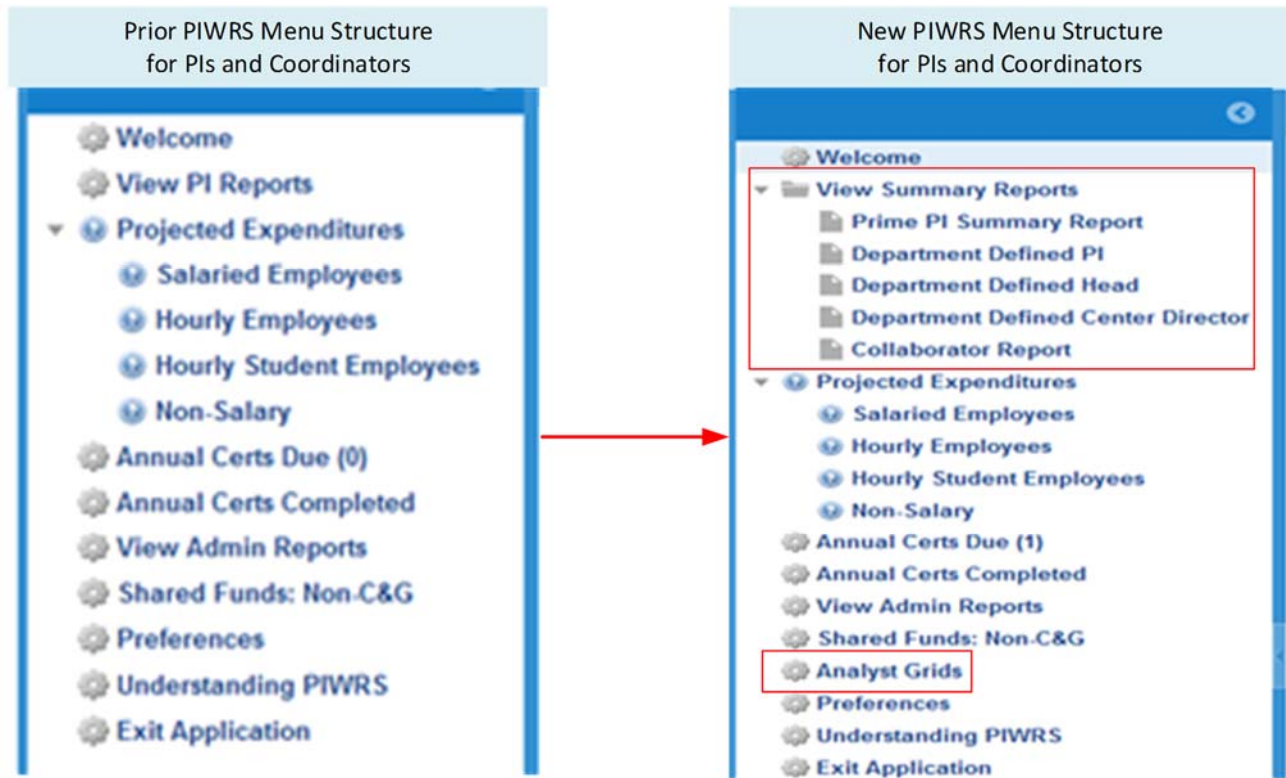 Prior PIWRS Menu Structure
for PIs and Coordinators
Welcome
View PI Reports
Projected Expenditures
Salaried Employees
Hourly Employees
Hourly Student Employees
Non-Salary
Annual Certs Due (0)
Annual Certs Completed
View Admin Reports
Shared Funds: Non-C&G
Preferences
Understanding PIWRS
Exit Application
New PIWRS Menu Structure
for PIs and Coordinators
Welcome
View Summary Reports
Prime PI Summary Report
Department Defined PI
Department Defined Head
Department Defined Center Director
Collaborator Report
Projected Expenditures
Salaried Employees
Hourly Employees
Hourly Student Employees
Non-Salary
Annual Certs Due (1)
Annual Certs Completed
View Admin Reports
Shared Funds: Non-C&G
Analyst Grids
Preferences
Understanding PIWRS
Exit Application